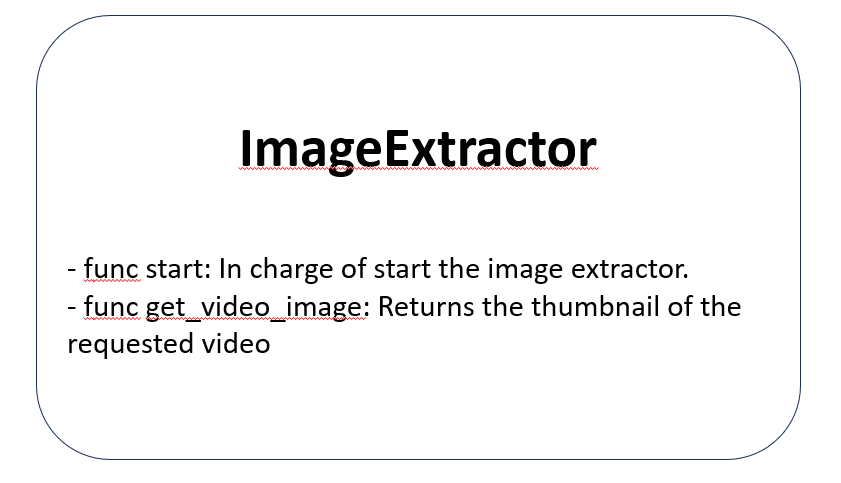 ImageExtractor
- func start: In charge of start the image extractor.
- func get_video_image: Returns the thumbnail of the
requested video